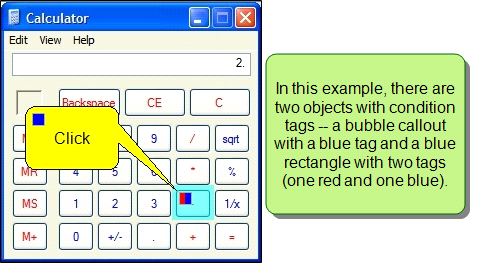 Calculator
Edit View Help
2.
Backspace CE C
9 / sqrt
Click
MR 4 5 6 * %
MS 1 2 3 1/x
M+ 0 +/- . + =
In this example, there are
two objects with condition
tags -- a bubble callout
with a blue tag and a blue
rectangle with two tags
(one red and one blue).